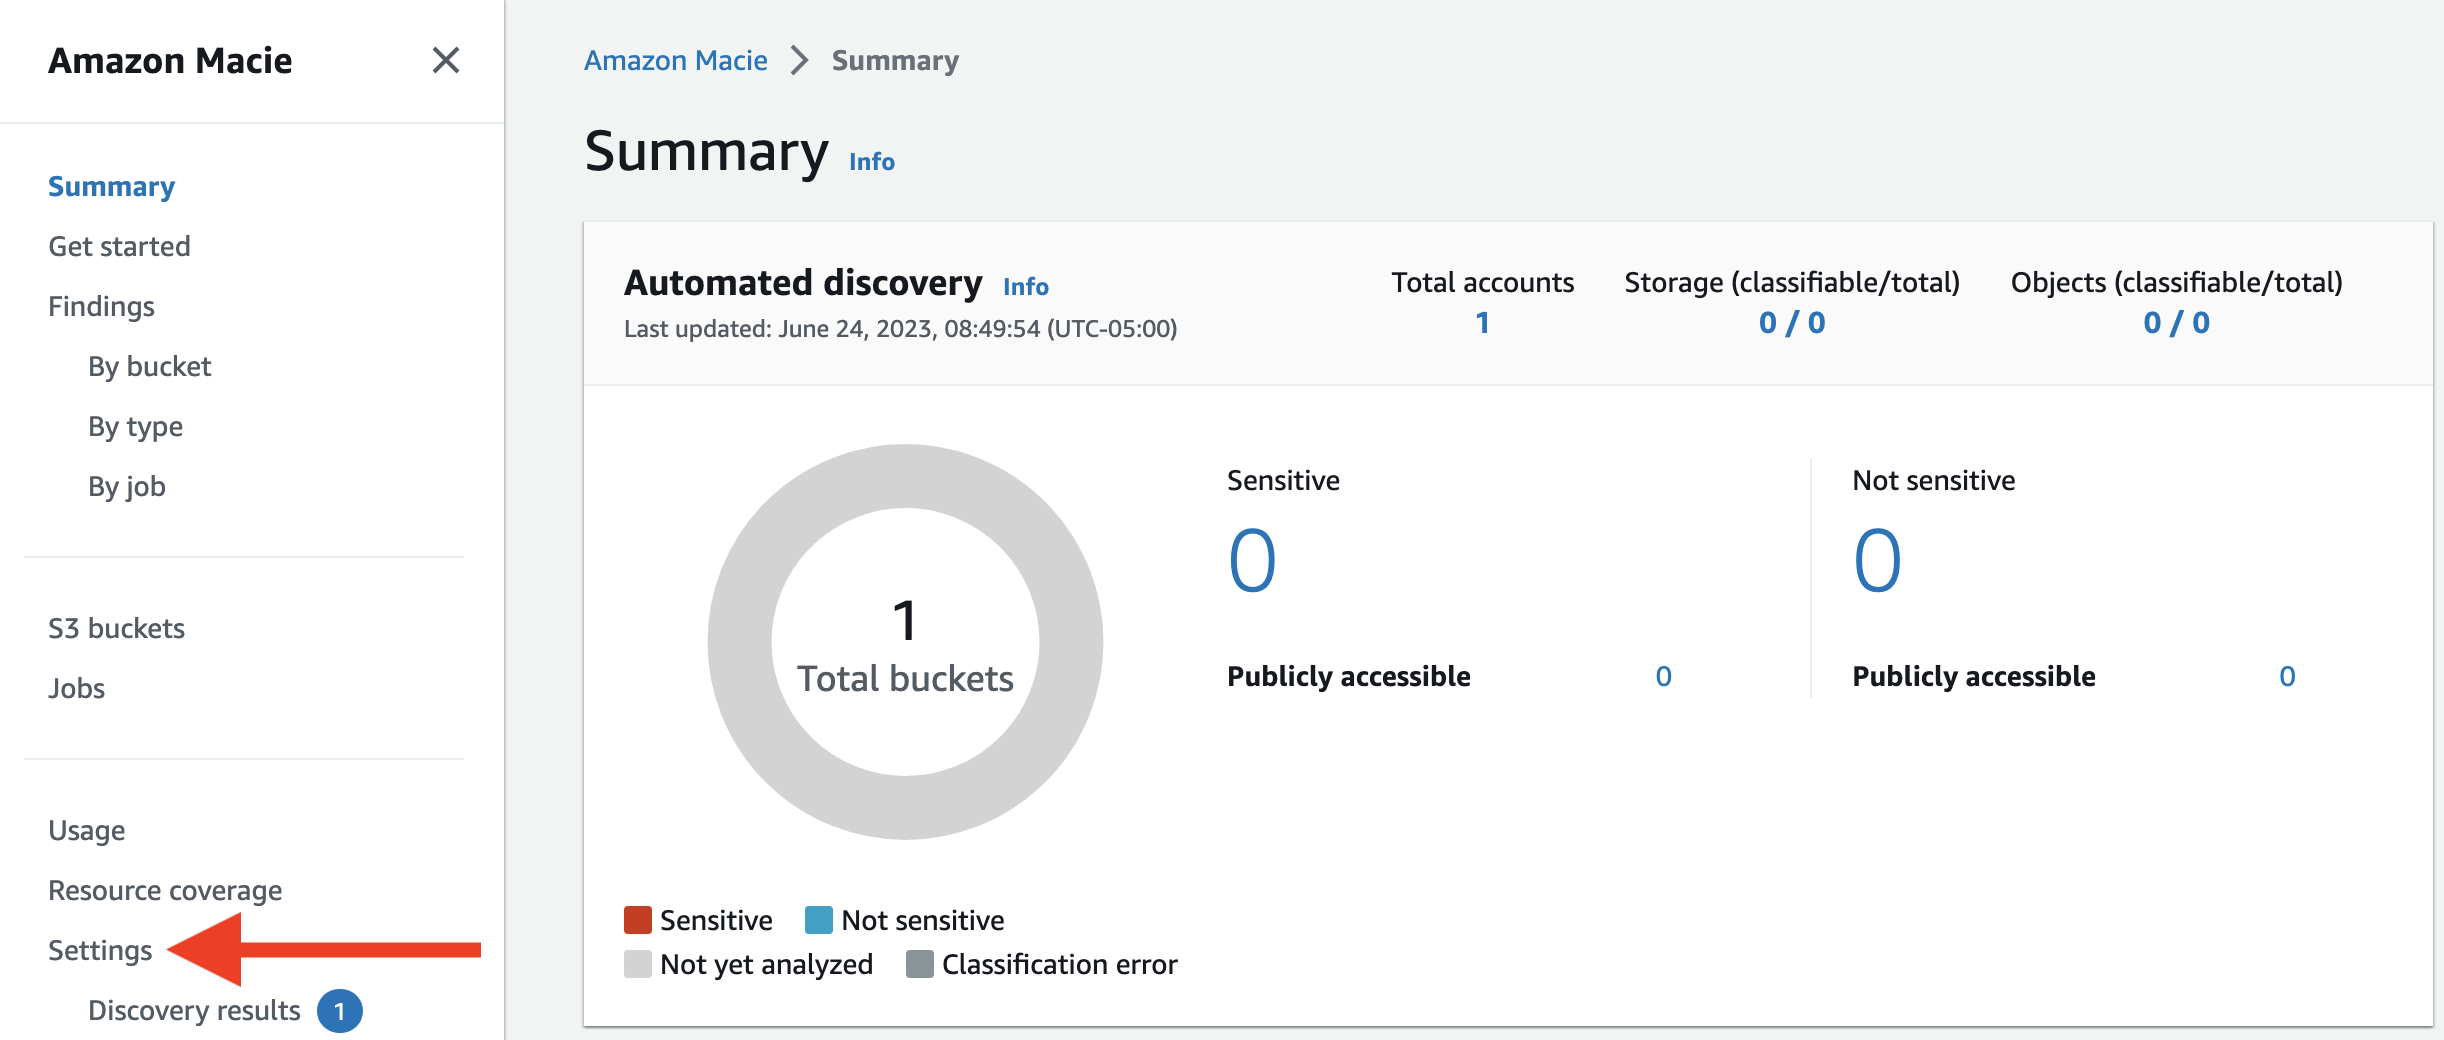 Amazon Macie
Summary
Get started
Findings
By bucket
By type
By job
S3 buckets
Jobs
Usage
Resource coverage
Settings
Discovery results 1
Amazon Macie > Summary
Summary Info
Automated discovery Info
Last updated: June 24, 2023, 08:49:54 (UTC-05:00)
Total accounts
1
Storage (classifiable/total)
0 / 0
Objects (classifiable/total)
0 / 0
1
Total buckets
Sensitive
0
Publicly accessible 0
Not sensitive
0
Publicly accessible 0
Sensitive Not sensitive
Not yet analyzed Classification error